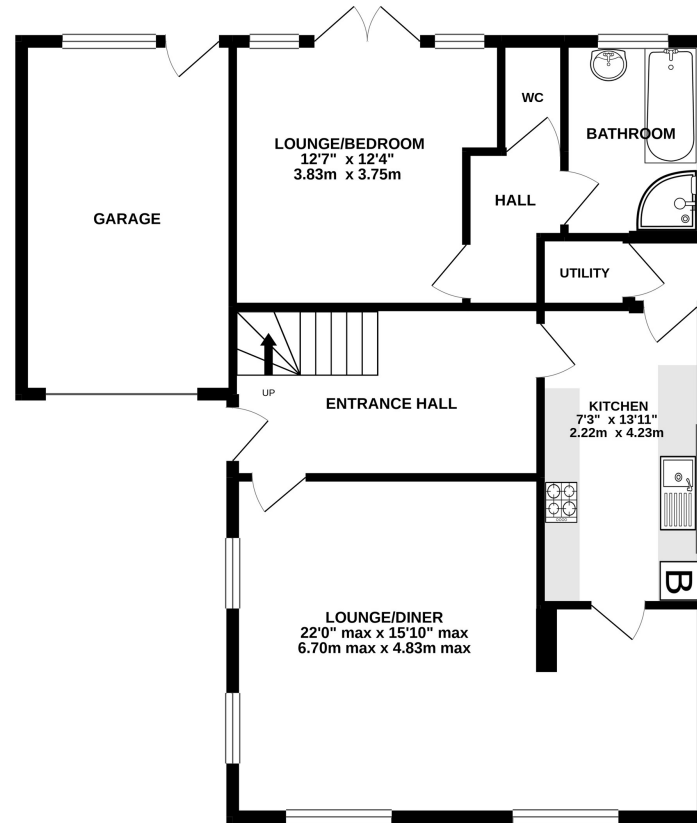 WC
BATHROOM
LOUNGE/BEDROOM
12'7" x 12'4"
3.83m x 3.75m
HALL
GARAGE
UTILITY
UP
ENTRANCE HALL
KITCHEN
7'3" x 13'11"
2.22m x 4.23m
B
LOUNGE/DINER
22'0" max x 15'10" max
6.70m max x 4.83m max